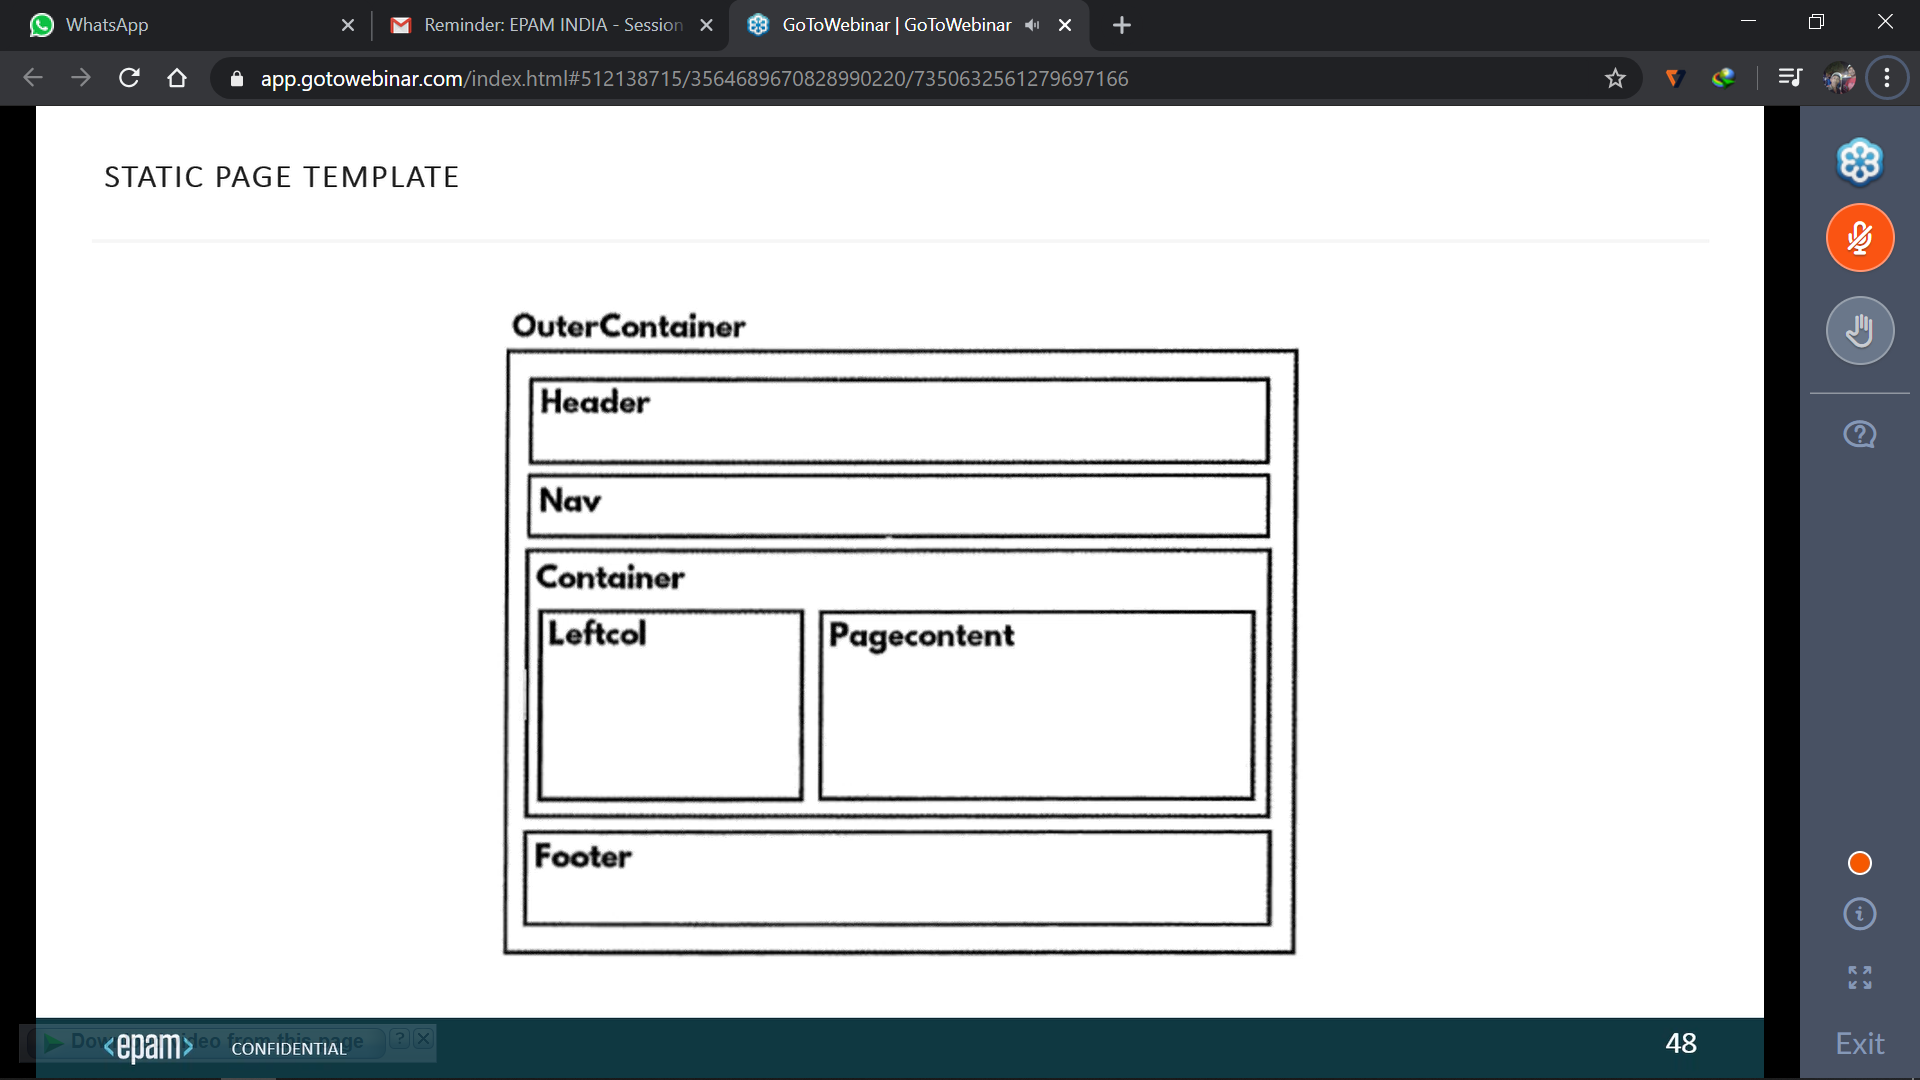 WhatsApp
Reminder: EPAM INDIA - Session
GoToWebinar | GoToWebinar
app.gotowebinar.com/index.html#512138715/3564689670828990220/7350632561279697166
STATIC PAGE TEMPLATE
OuterContainer
Header
Nav
Container
Leftcol
Pagecontent
Footer
<epam>
CONFIDENTIAL
48
Exit